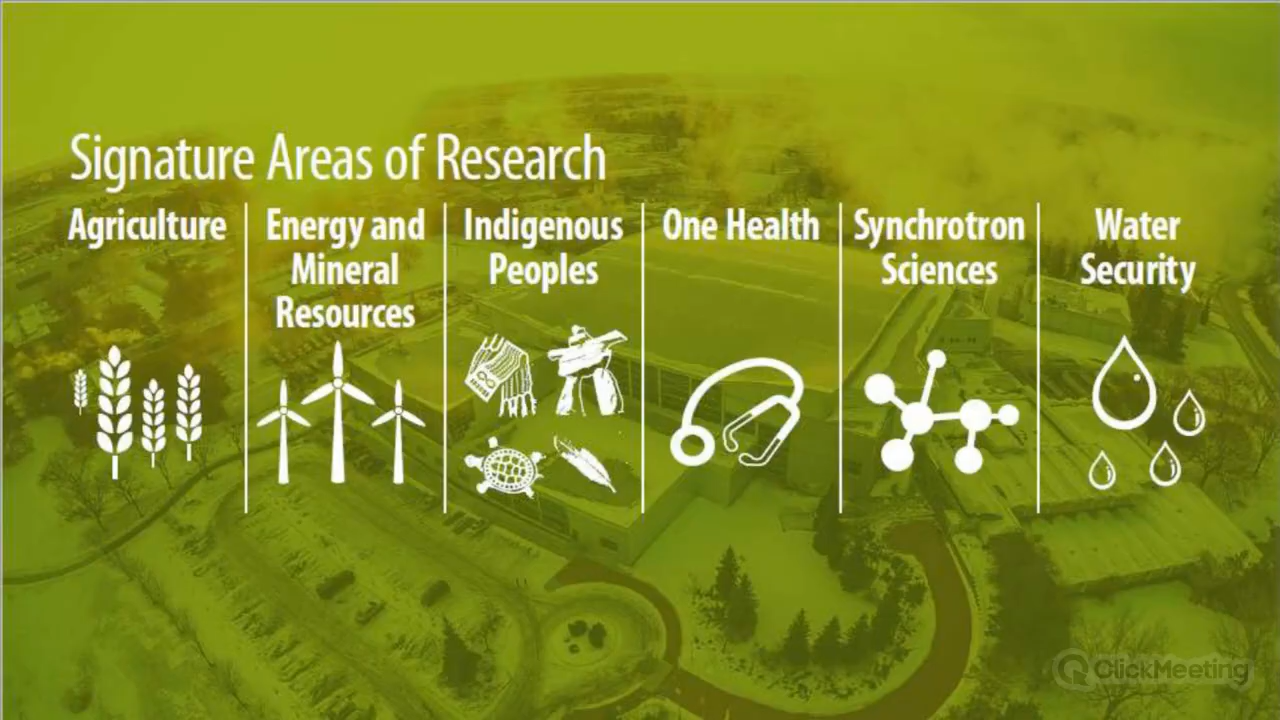 Signature Areas of Research
Agriculture
Energy and
Mineral
Resources
Indigenous
Peoples
One Health
Synchrotron
Sciences
Water
Security
ClickMeeting